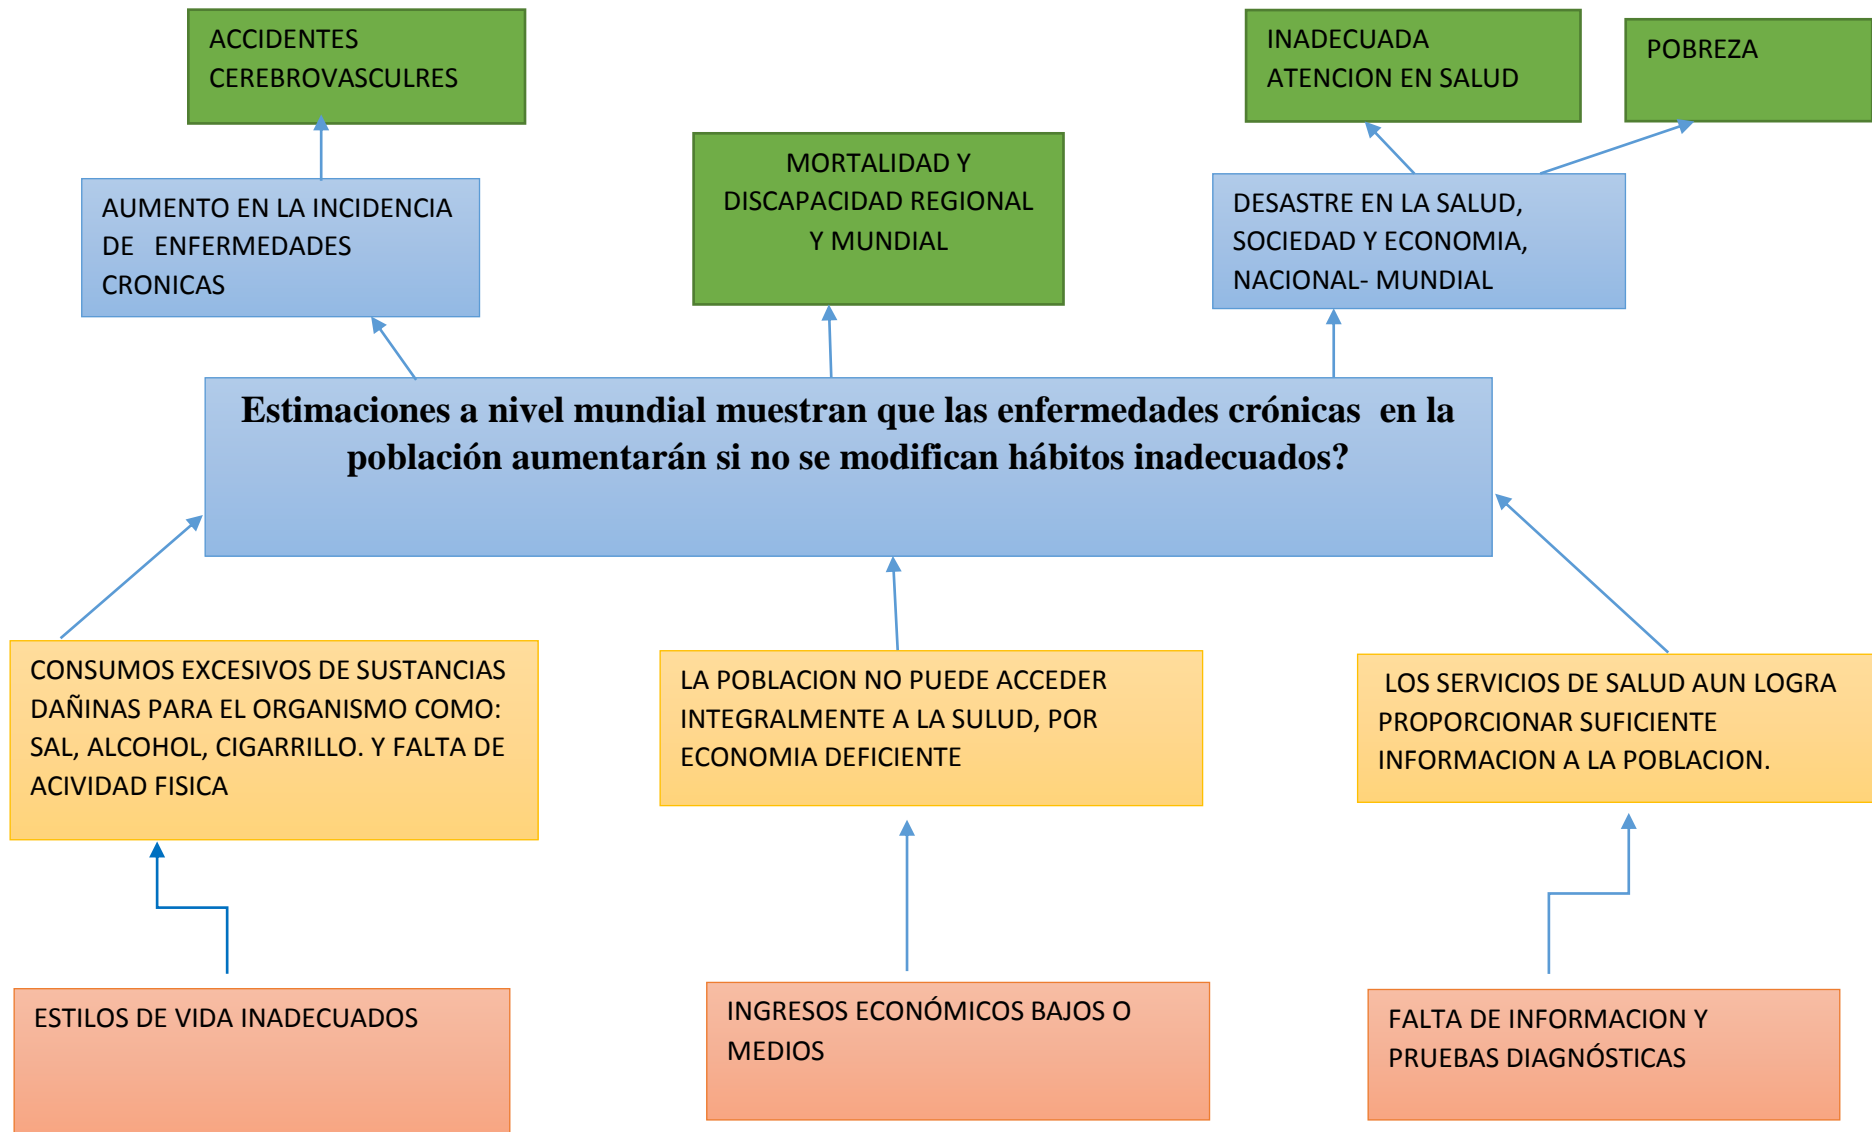 ACCIDENTES
CEREBROVASCULRES
INADECUADA
ATENCION EN SALUD
POBREZA
MORTALIDAD Y
DISCAPACIDAD REGIONAL
Y MUNDIAL
AUMENTO EN LA INCIDENCIA
DE   ENFERMEDADES
CRONICAS
DESASTRE EN LA SALUD,
SOCIEDAD Y ECONOMIA,
NACIONAL- MUNDIAL
Estimaciones a nivel mundial muestran que las enfermedades crónicas  en la
población aumentarán si no se modifican hábitos inadecuados?
CONSUMOS EXCESIVOS DE SUSTANCIAS
DAÑINAS PARA EL ORGANISMO COMO:
SAL, ALCOHOL, CIGARRILLO. Y FALTA DE
ACIVIDAD FISICA
LA POBLACION NO PUEDE ACCEDER
INTEGRALMENTE A LA SULUD, POR
ECONOMIA DEFICIENTE
LOS SERVICIOS DE SALUD AUN LOGRA
PROPORCIONAR SUFICIENTE
INFORMACION A LA POBLACION.
ESTILOS DE VIDA INADECUADOS
INGRESOS ECONÓMICOS BAJOS O
MEDIOS
FALTA DE INFORMACION Y
PRUEBAS DIAGNÓSTICAS